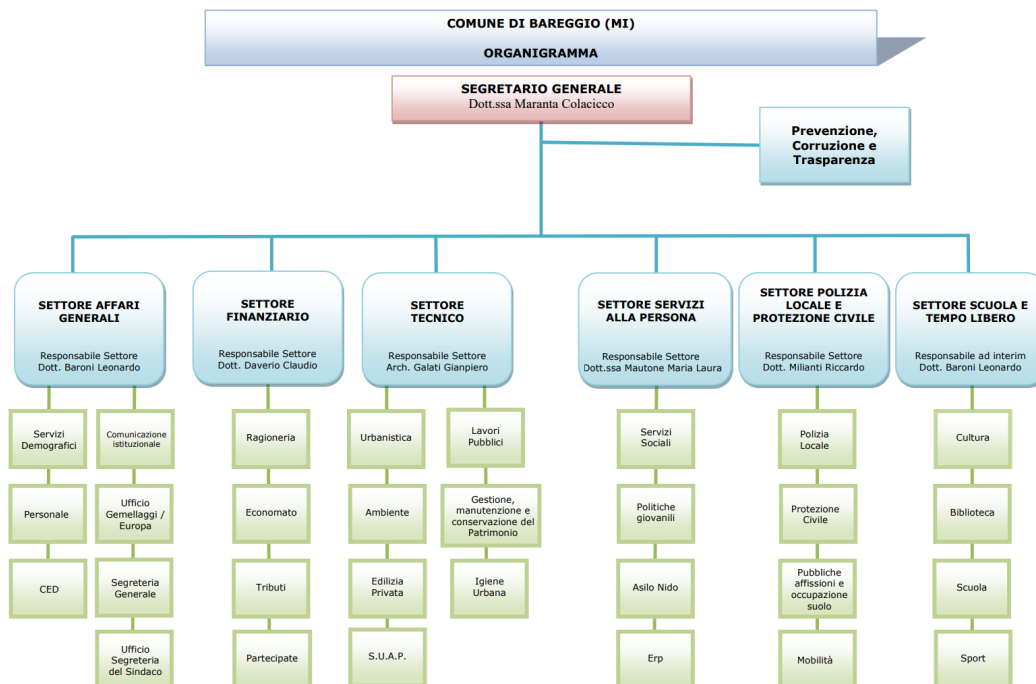 COMUNE DI BAREGGIO (MI)
ORGANIGRAMMA
SEGRETARIO GENERALE
Dott.ssa Maranta Colacicco
Prevenzione,
Corruzione e
Trasparenza
SETTORE AFFARI
GENERALI
Responsabile Settore
Dott. Baroni Leonardo
SETTORE
FINANZIARIO
Responsabile Settore
Dott. Daverio Claudio
SETTORE
TECNICO
Responsabile Settore
Arch. Galati Gianpiero
SETTORE SERVIZI
ALLA PERSONA
Responsabile Settore
Dott.ssa Mautone Maria Laura
SETTORE POLIZIA
LOCALE E
PROTEZIONE CIVILE
Responsabile Settore
Dott. Milianti Riccardo
SETTORE SCUOLA E
TEMPO LIBERO
Responsabile ad interim
Dott. Baroni Leonardo
Servizi
Demografici
Personale
CED
Comunicazione
istituzionale
Ufficio
Gemellaggi /
Europa
Segreteria
Generale
Ufficio
Segreteria
del Sindaco
Ragioneria
Economato
Tributi
Partecipate
Urbanistica
Ambiente
Edilizia
Privata
S.U.A.P.
Lavori
Pubblici
Gestione,
manutenzione e
conservazione del
Patrimonio
Igiene
Urbana
Servizi
Sociali
Politiche
giovanili
Asilo Nido
Erp
Polizia
Locale
Protezione
Civile
Pubbliche
affissioni e
occupazione
suolo
Mobilità
Cultura
Biblioteca
Scuola
Sport